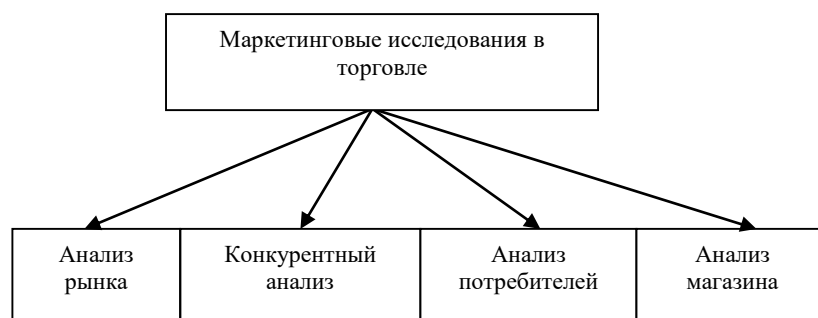 Маркетинговые исследования в
торговле
Анализ
рынка
Конкурентный
анализ
Анализ
потребителей
Анализ
магазина